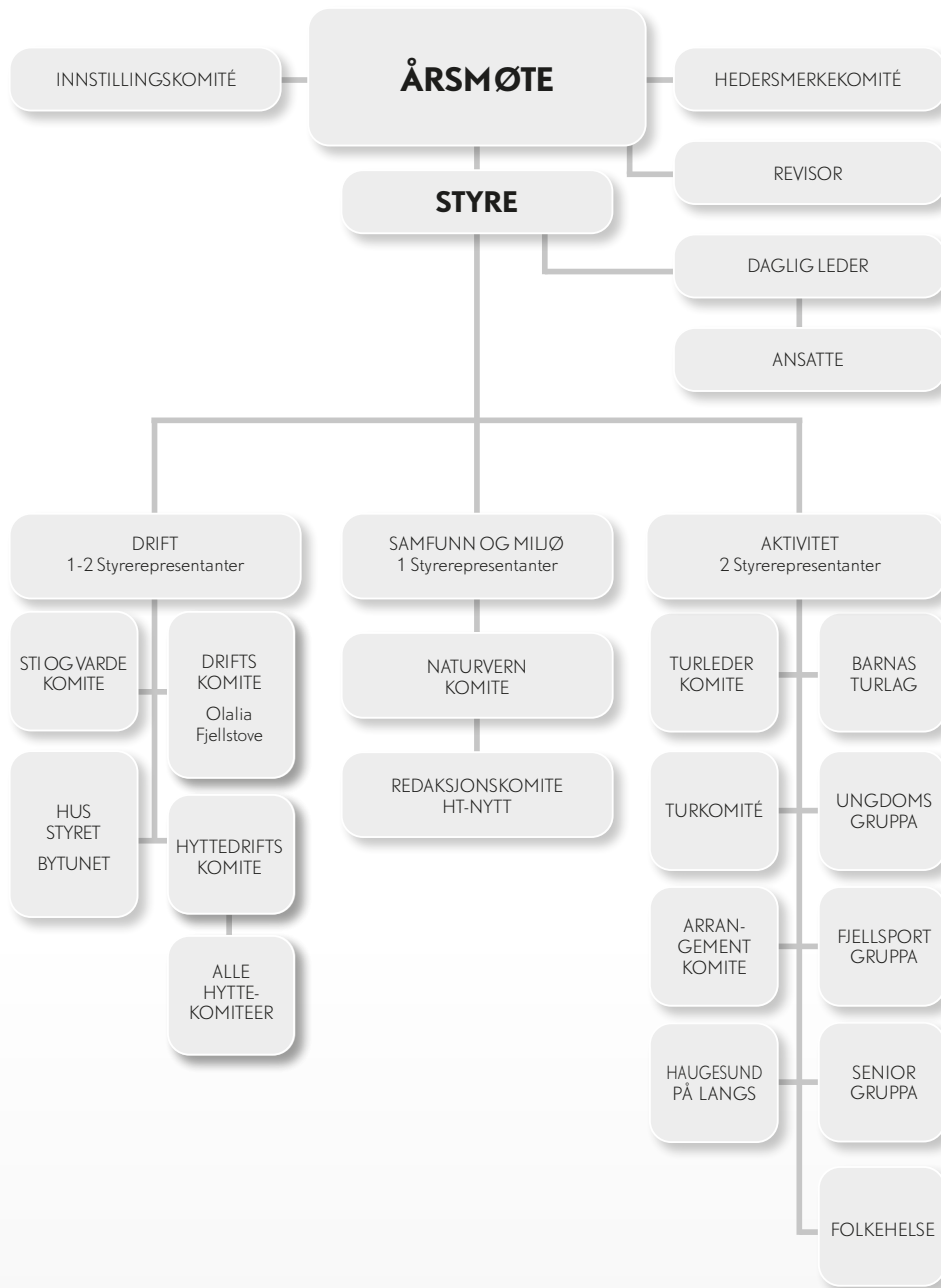 INNSTILLINGSKOMITÉ
ÅRSMØTE
HEDERSMERKEKOMITÉ
REVISOR
STYRE
DAGLIG LEDER
ANSATTE
DRIFT
1-2 Styrerepresentanter
STI OG VARDE
KOMITE
DRIFTS
KOMITE
Olalia
Fjellstove
HUS
STYRET
BYTUNET
HYTTEDRIFTS
KOMITE
ALLE
HYTTE-
KOMITEER
SAMFUNN OG MILJØ
1 Styrerepresentanter
NATURVERN
KOMITE
REDAKSJONSKOMITE
HT-NYTT
AKTIVITET
2 Styrerepresentanter
TURLEDER
KOMITE
BARNAS
TURLAG
TURKOMITÉ
UNGDOMS
GRUPPA
ARRAN-
GEMENT
KOMITE
FJELLSPORT
GRUPPA
HAUGESUND
PÅ LANGS
SENIOR
GRUPPA
FOLKEHELSE